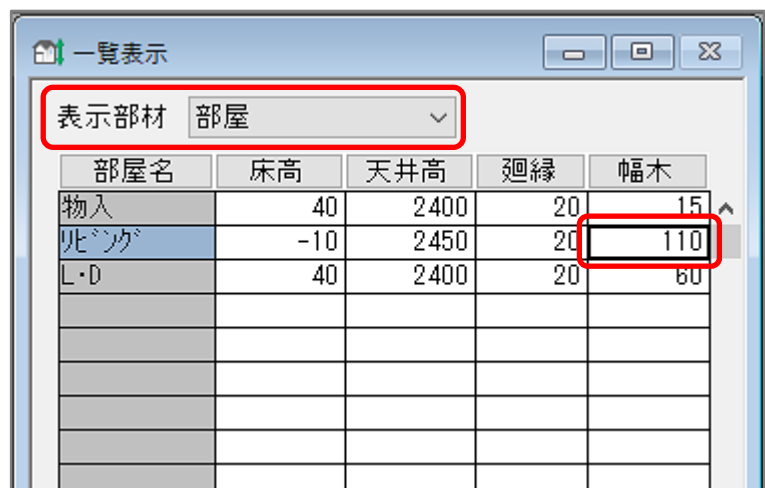 一覧表示
表示部材 部屋
部屋名 床高 天井高 廻縁 幅木
物入 40 2400 20 15
ﾘﾋﾞﾝｸﾞ -10 2450 20 110
L･D 40 2400 20 60